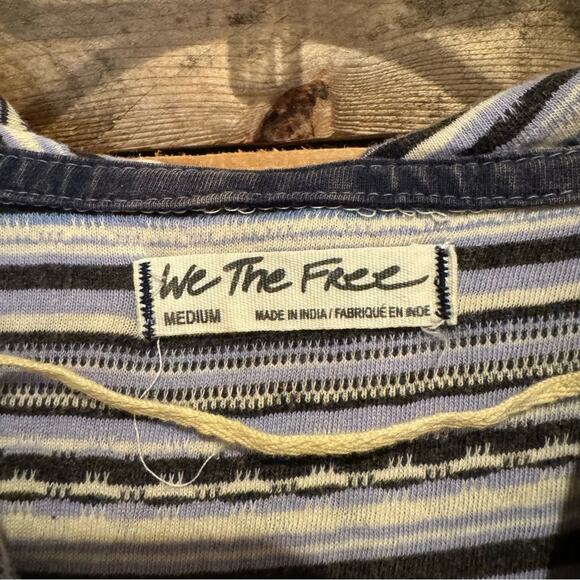 We The Free
MEDIUM MADE IN INDIA / FABRIQUÉ EN INDE